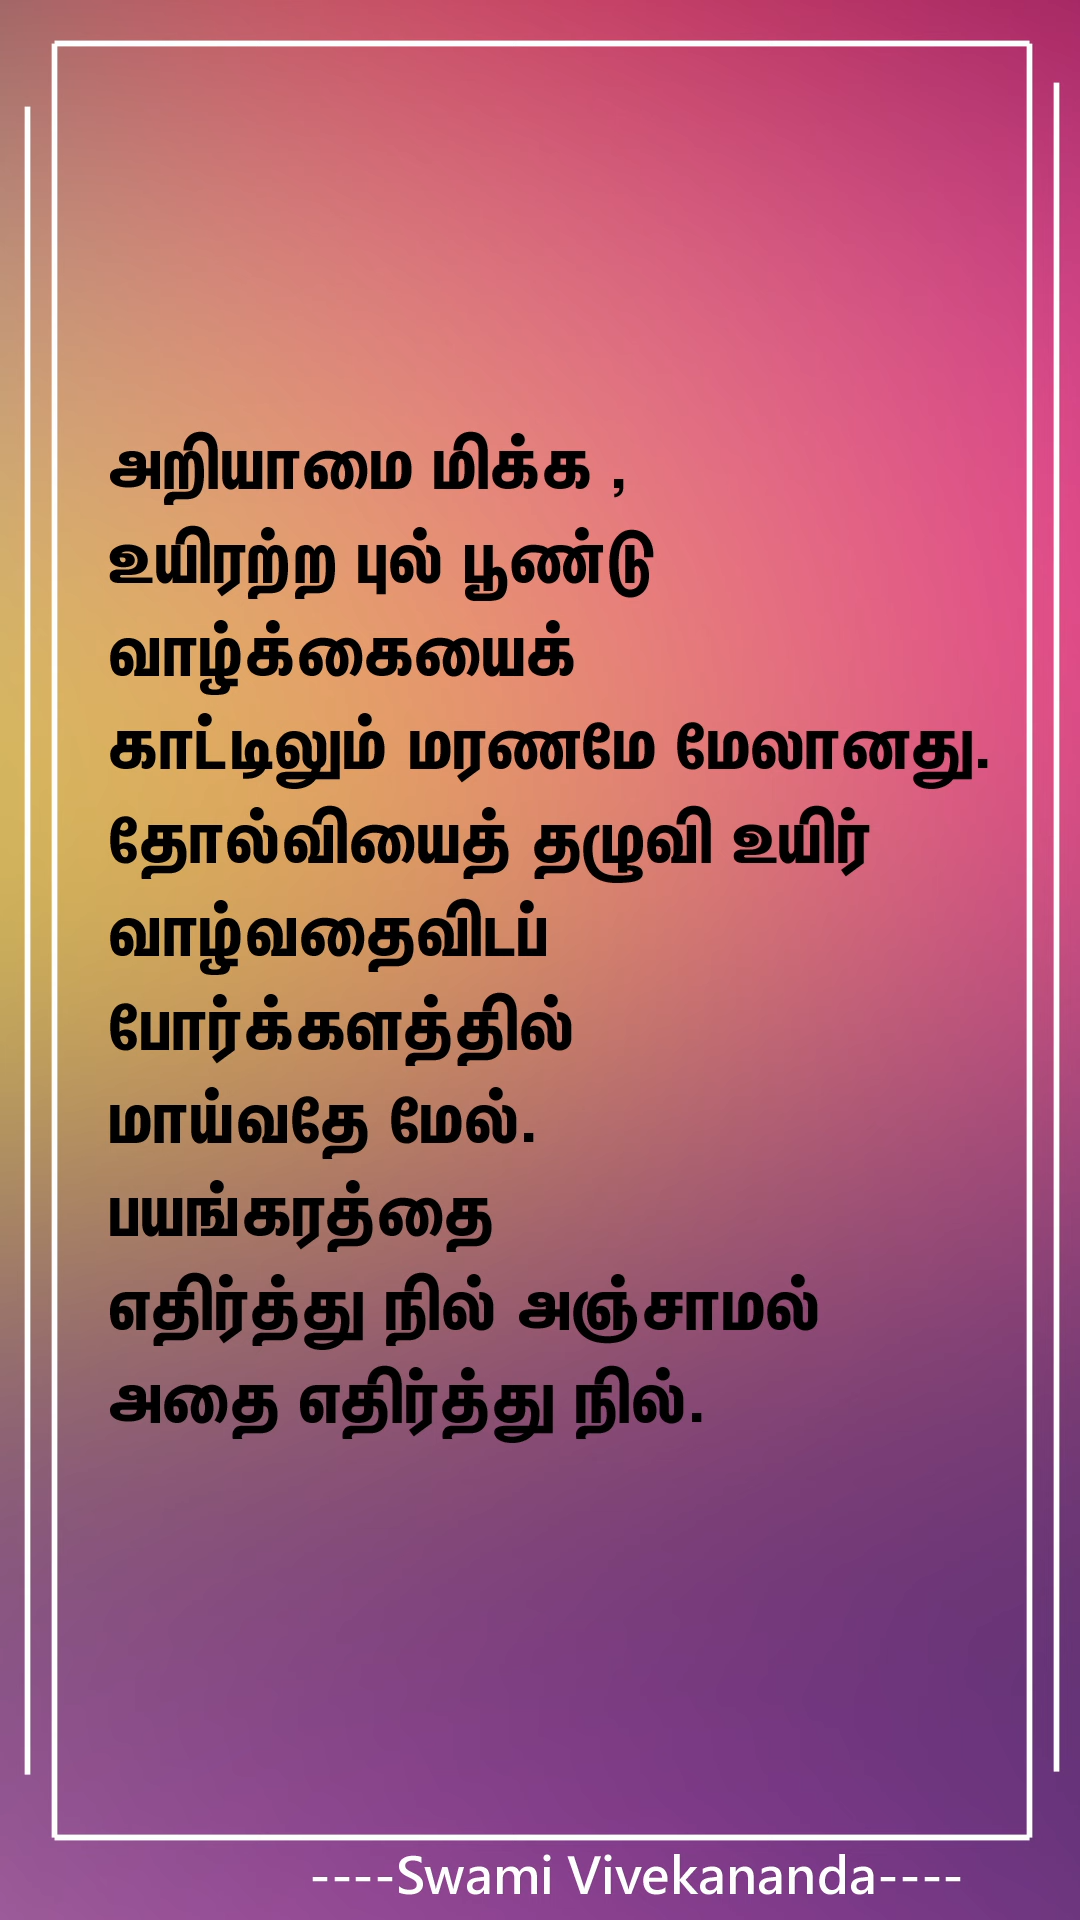 அறியாமை மிக்க ,
உயிரற்ற புல் பூண்டு
வாழ்க்கையைக்
காட்டிலும் மரணமே மேலானது.
தோல்வியைத் தழுவி உயிர்
வாழ்வதைவிடப்
போர்க்களத்தில்
மாய்வதே மேல்.
பயங்கரத்தை
எதிர்த்து நில் அஞ்சாமல்
அதை எதிர்த்து நில்.
----Swami Vivekananda----